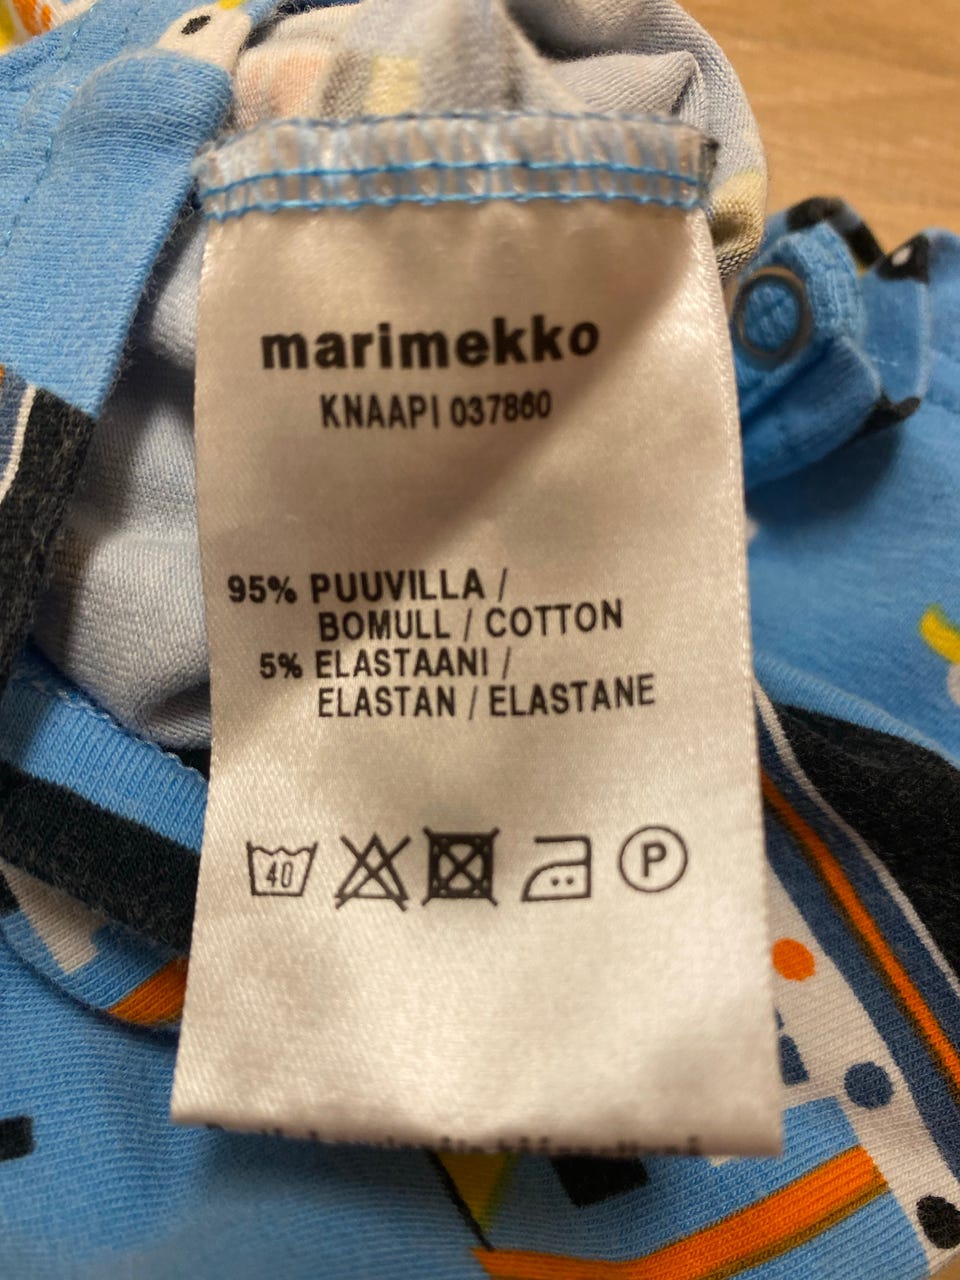 marimekko
KNAAPI 037860
95% PUUVILLA /
BOMULL / COTTON
5% ELASTAANI /
ELASTAN / ELASTANE
40
P